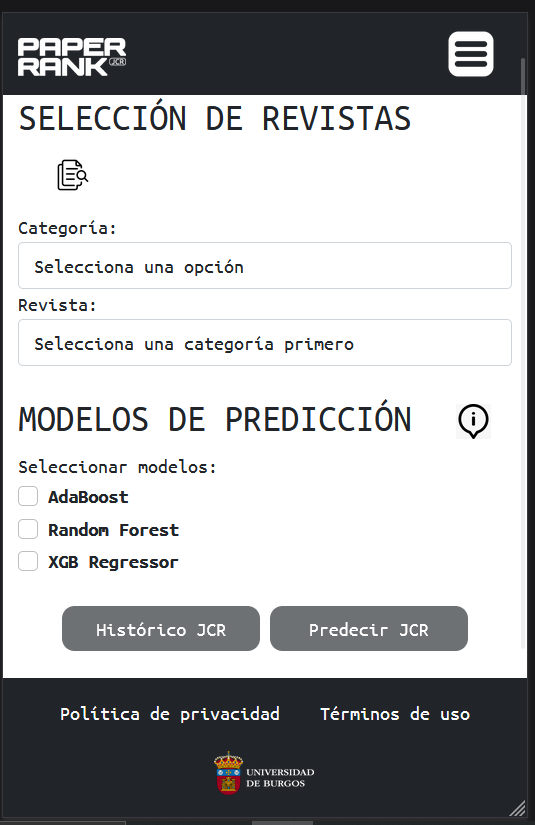 PAPER
RANK JCR
SELECCIÓN DE REVISTAS
Categoría:
Selecciona una opción
Revista:
Selecciona una categoría primero
MODELOS DE PREDICCIÓN
Seleccionar modelos:
AdaBoost
Random Forest
XGB Regressor
Histórico JCR Predecir JCR
Política de privacidad Términos de uso
UNIVERSIDAD
DE BURGOS